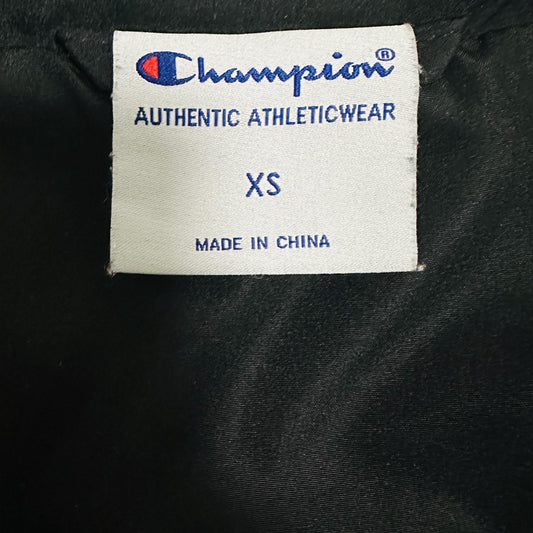 Champion®
AUTHENTIC ATHLETICWEAR
XS
MADE IN CHINA